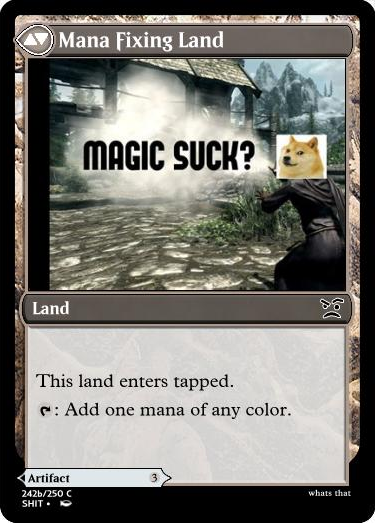 Mana Fixing Land
MAGIC SUCK?
Land
This land enters tapped.
: Add one mana of any color.
Artifact 3
242b/250 C whats that
SHIT •